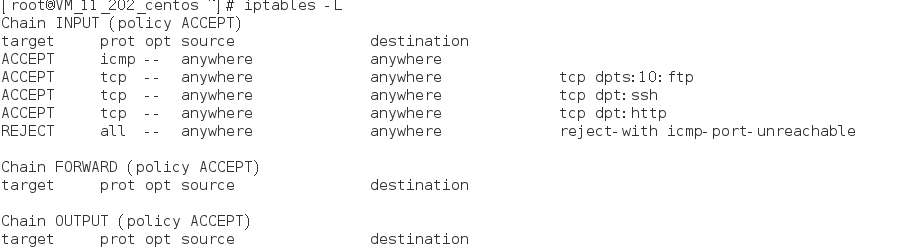 [root@VM_11_202_centos ~]# iptables -L
Chain INPUT (policy ACCEPT)
target prot opt source destination
ACCEPT icmp -- anywhere anywhere
ACCEPT tcp -- anywhere anywhere tcp dpts:10:ftp
ACCEPT tcp -- anywhere anywhere tcp dpt:ssh
ACCEPT tcp -- anywhere anywhere tcp dpt:http
REJECT all -- anywhere anywhere reject-with icmp-port-unreachable
Chain FORWARD (policy ACCEPT)
target prot opt source destination
Chain OUTPUT (policy ACCEPT)
target prot opt source destination